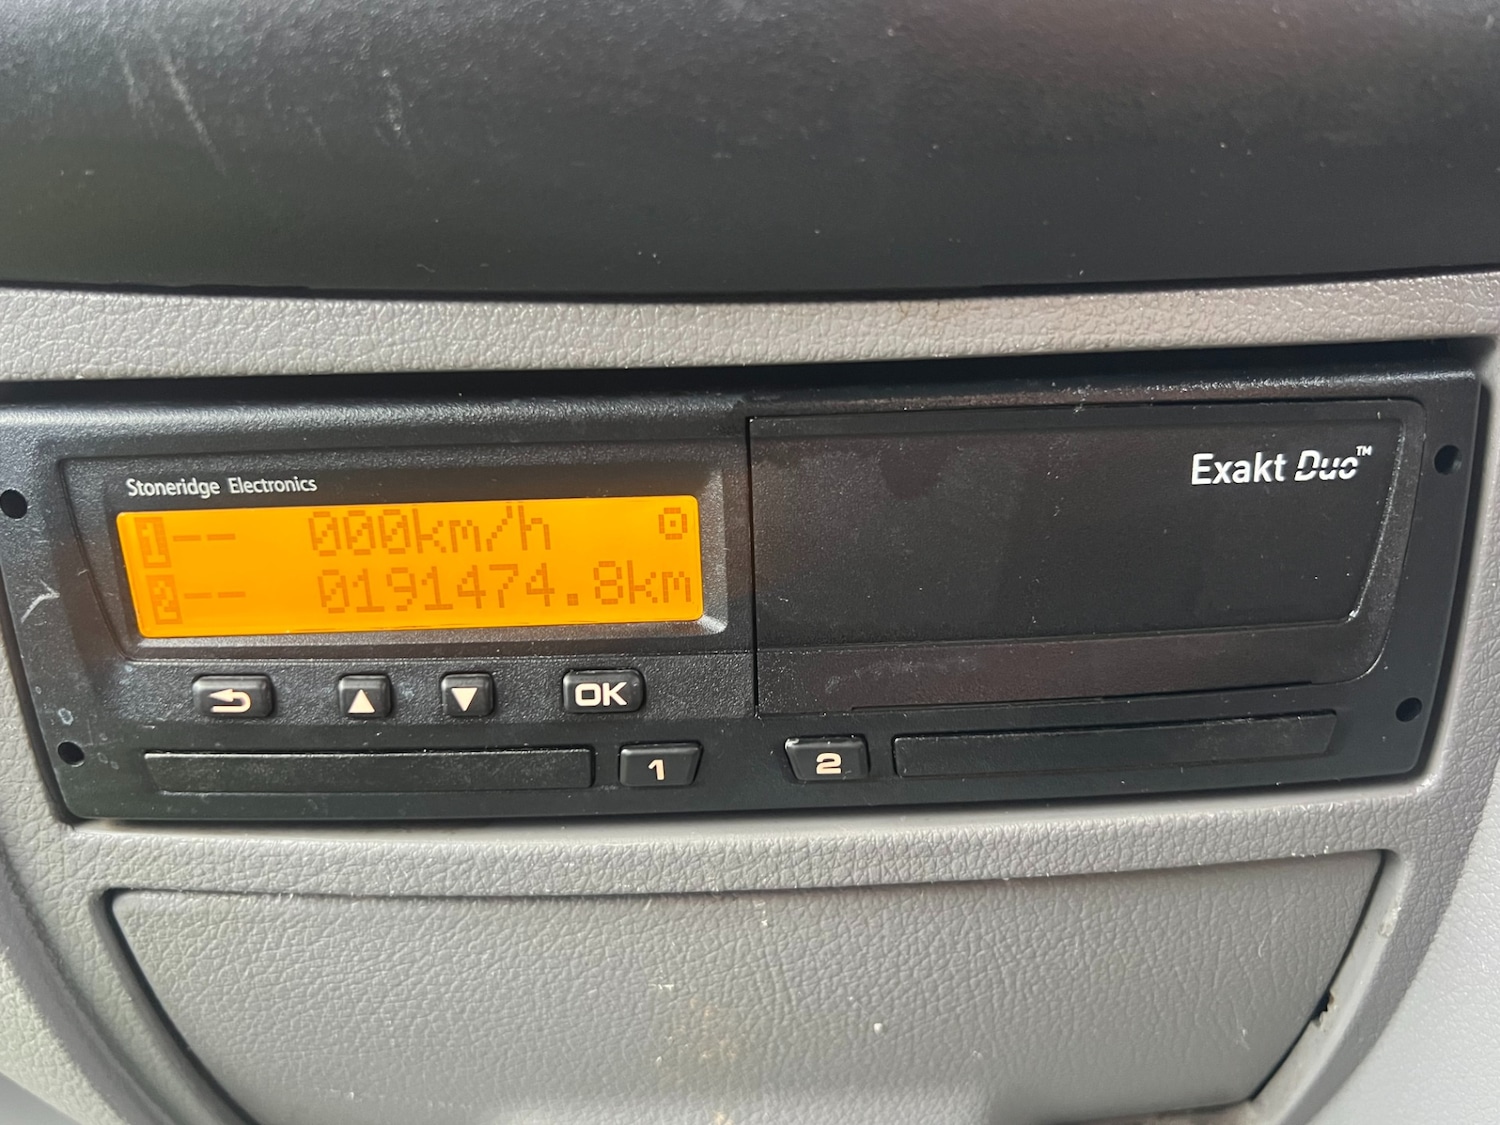 Stoneridge Electronics
Exakt Duo™
1 -- 000km/h
2 -- 0191474.8km
OK
1
2